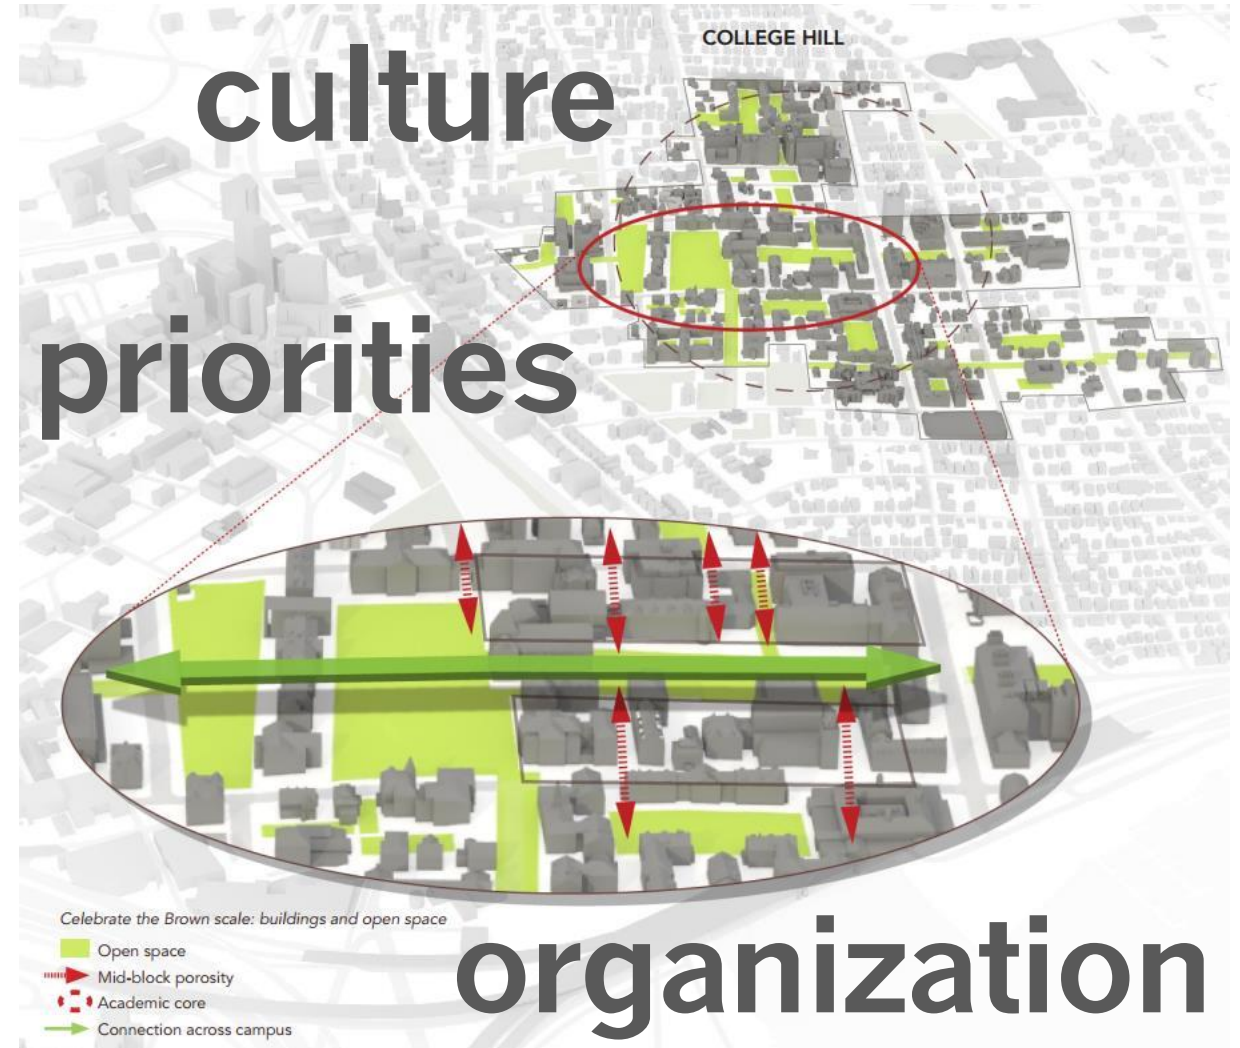 COLLEGE HILL
culture
priorities
Celebrate the Brown scale: buildings and open space
Open space
Mid-block porosity
Academic core
Connection across campus
organization